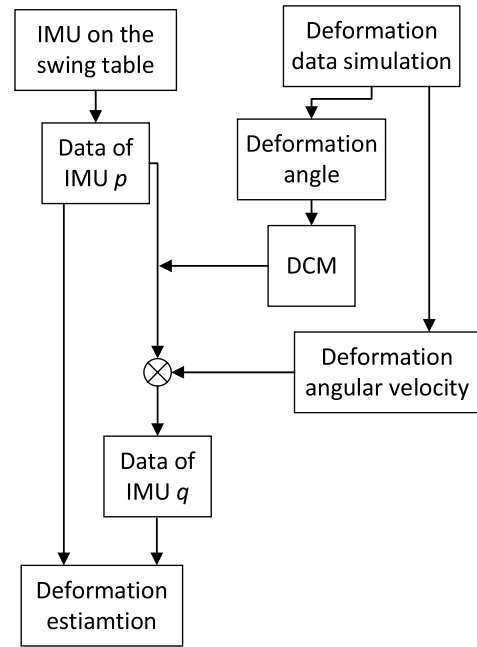 IMU on the
swing table
Deformation
data simulation
Data of
IMU p
Deformation
angle
DCM
Deformation
angular velocity
Data of
IMU q
Deformation
estiamtion